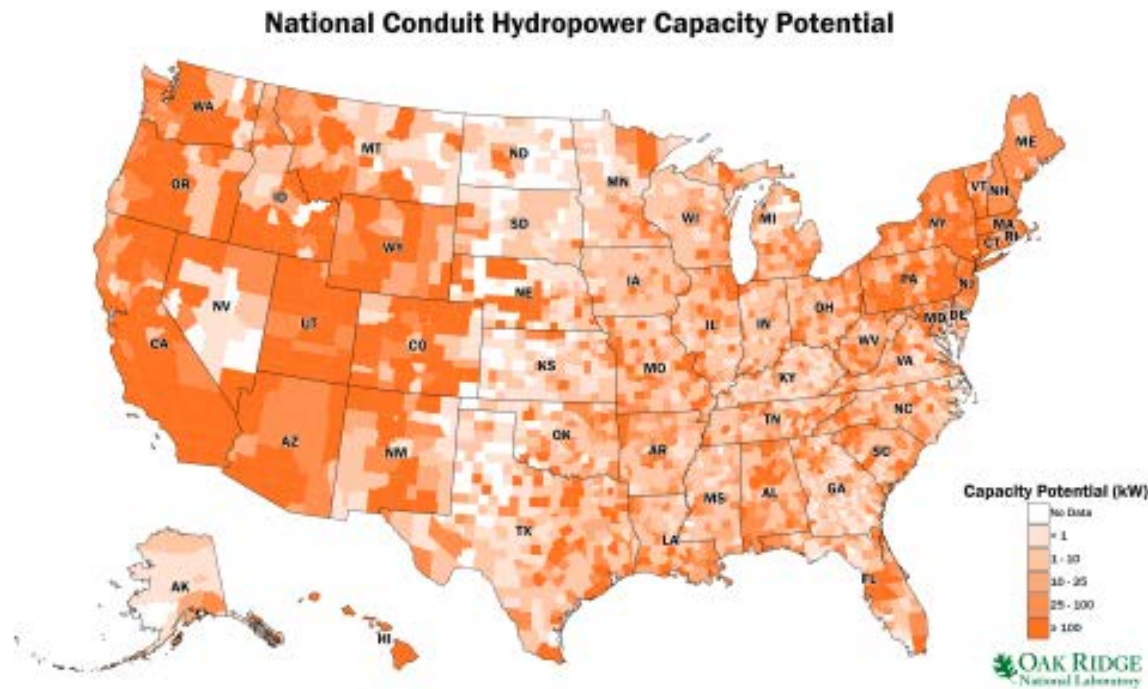 National Conduit Hydropower Capacity Potential
WA
MT
ND
MN
ME
OR
ID
SD
WI
MI
VT
NH
NY
MA
CT
RI
WY
NE
IA
PA
NJ
NV
UT
CO
IL
IN
OH
MD
DE
WV
VA
CA
KS
MO
KY
AZ
NM
OK
AR
TN
NC
SC
TX
MS
AL
GA
LA
FL
AK
HI
Capacity Potential (kW)
No Data
< 1
1 - 10
10 - 25
25 - 100
≥ 100
OAK RIDGE
National Laboratory